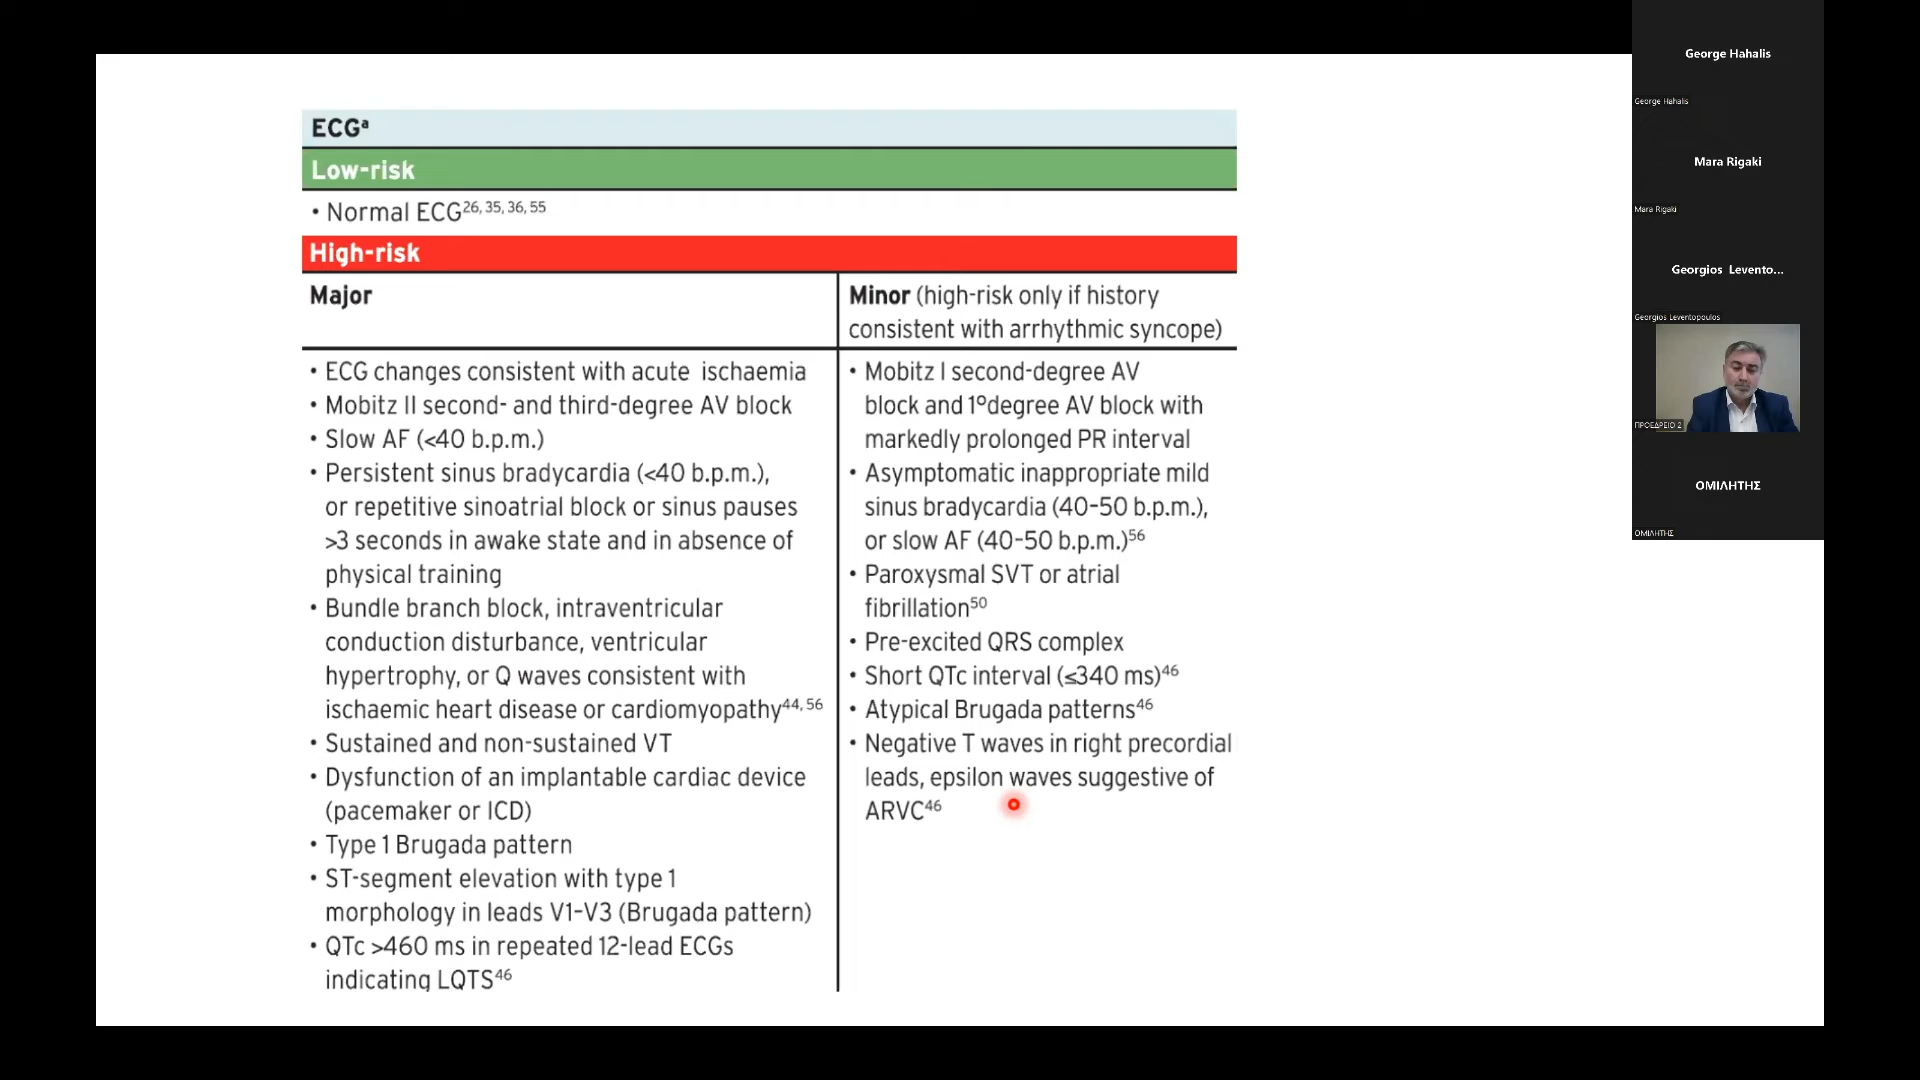 ECGª
Low-risk
• Normal ECG26, 35, 36, 55
High-risk
Major
Minor (high-risk only if history
consistent with arrhythmic syncope)
• ECG changes consistent with acute ischaemia
• Mobitz II second- and third-degree AV block
• Slow AF (<40 b.p.m.)
• Persistent sinus bradycardia (<40 b.p.m.),
or repetitive sinoatrial block or sinus pauses
>3 seconds in awake state and in absence of
physical training
• Bundle branch block, intraventricular
conduction disturbance, ventricular
hypertrophy, or Q waves consistent with
ischaemic heart disease or cardiomyopathy44, 56
• Sustained and non-sustained VT
• Dysfunction of an implantable cardiac device
(pacemaker or ICD)
• Type 1 Brugada pattern
• ST-segment elevation with type 1
morphology in leads V1–V3 (Brugada pattern)
• QTc >460 ms in repeated 12-lead ECGs
indicating LQTS46
• Mobitz I second-degree AV
block and 1°degree AV block with
markedly prolonged PR interval
• Asymptomatic inappropriate mild
sinus bradycardia (40–50 b.p.m.),
or slow AF (40–50 b.p.m.)56
• Paroxysmal SVT or atrial
fibrillation50
• Pre-excited QRS complex
• Short QTc interval (≤340 ms)46
• Atypical Brugada patterns46
• Negative T waves in right precordial
leads, epsilon waves suggestive of
ARVC46
George Hahalis
George Hahalis
Mara Rigaki
Mara Rigaki
Georgios Levento...
Georgios Leventopoulos
ΠΡΟΕΔΡΕΙΟ 2
ΟΜΙΛΗΤΗΣ
ΟΜΙΛΗΤΗΣ